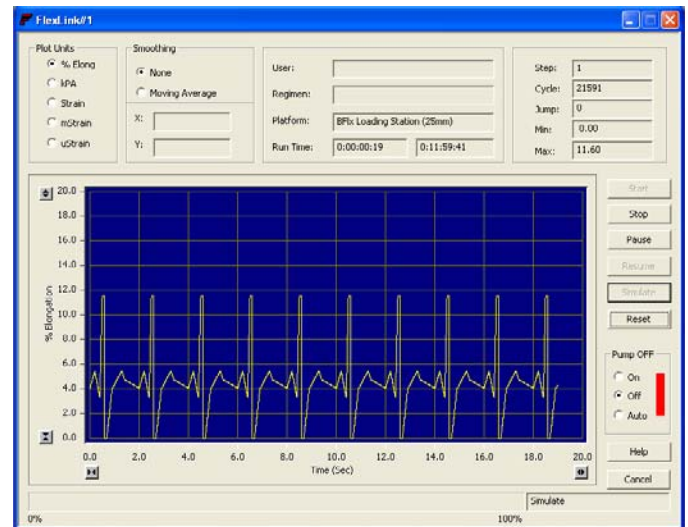 FlexLink#1
Plot Units
% Elong
kPA
Strain
mStrain
uStrain
Smoothing
None
Moving Average
X:
Y:
User:
Regimen:
Platform: BFlx Loading Station (25mm)
Run Time: 0:00:00:19 0:11:59:41
Step: 1
Cycle: 21591
Jump: 0
Min: 0.00
Max: 11.60
% Elongation
20.0
18.0
16.0
14.0
12.0
10.0
8.0
6.0
4.0
2.0
0.0
0.0 2.0 4.0 6.0 8.0 10.0 12.0 14.0 16.0 18.0 20.0
Time (Sec)
Start
Stop
Pause
Resume
Simulate
Reset
Pump OFF
On
Off
Auto
Help
Cancel
Simulate
0% 100%